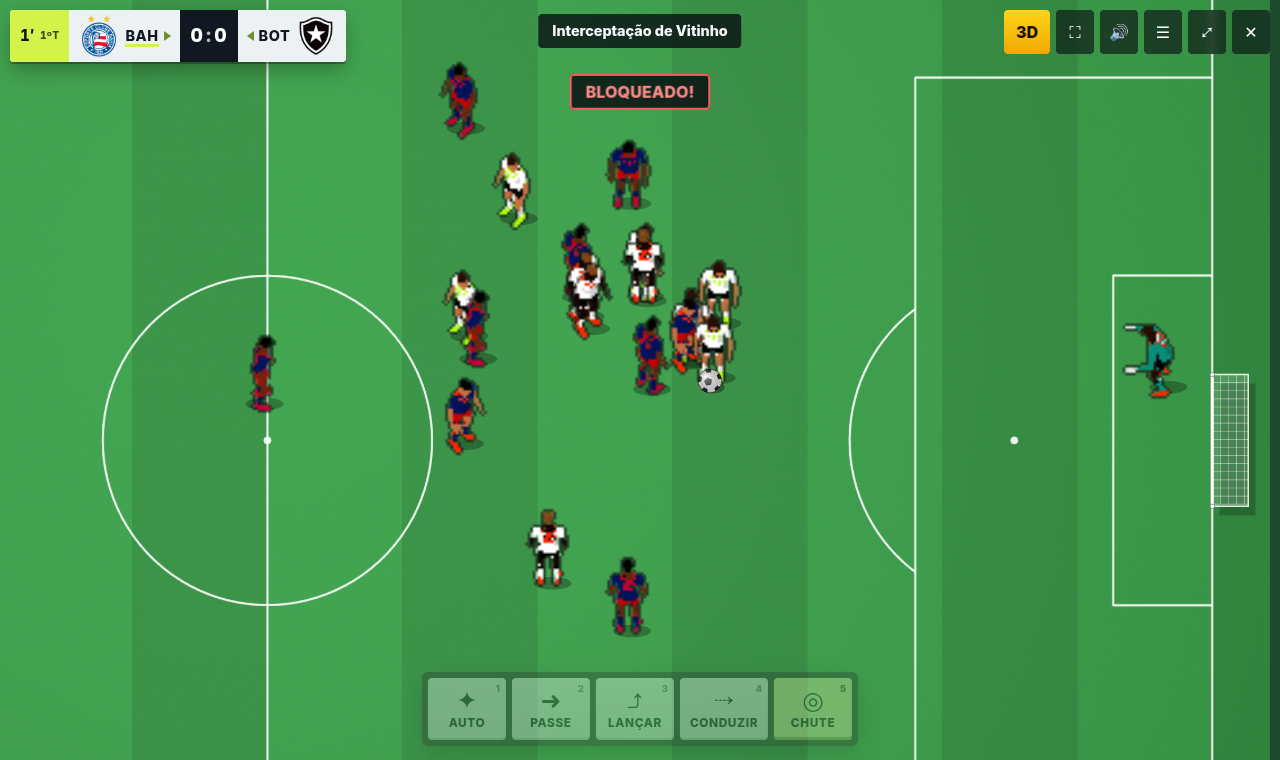 1′ 1ºT BAH 0:0 BOT
Interceptação de Vitinho
3D
BLOQUEADO!
1 2 3 4 5
AUTO PASSE LANÇAR CONDUZIR CHUTE